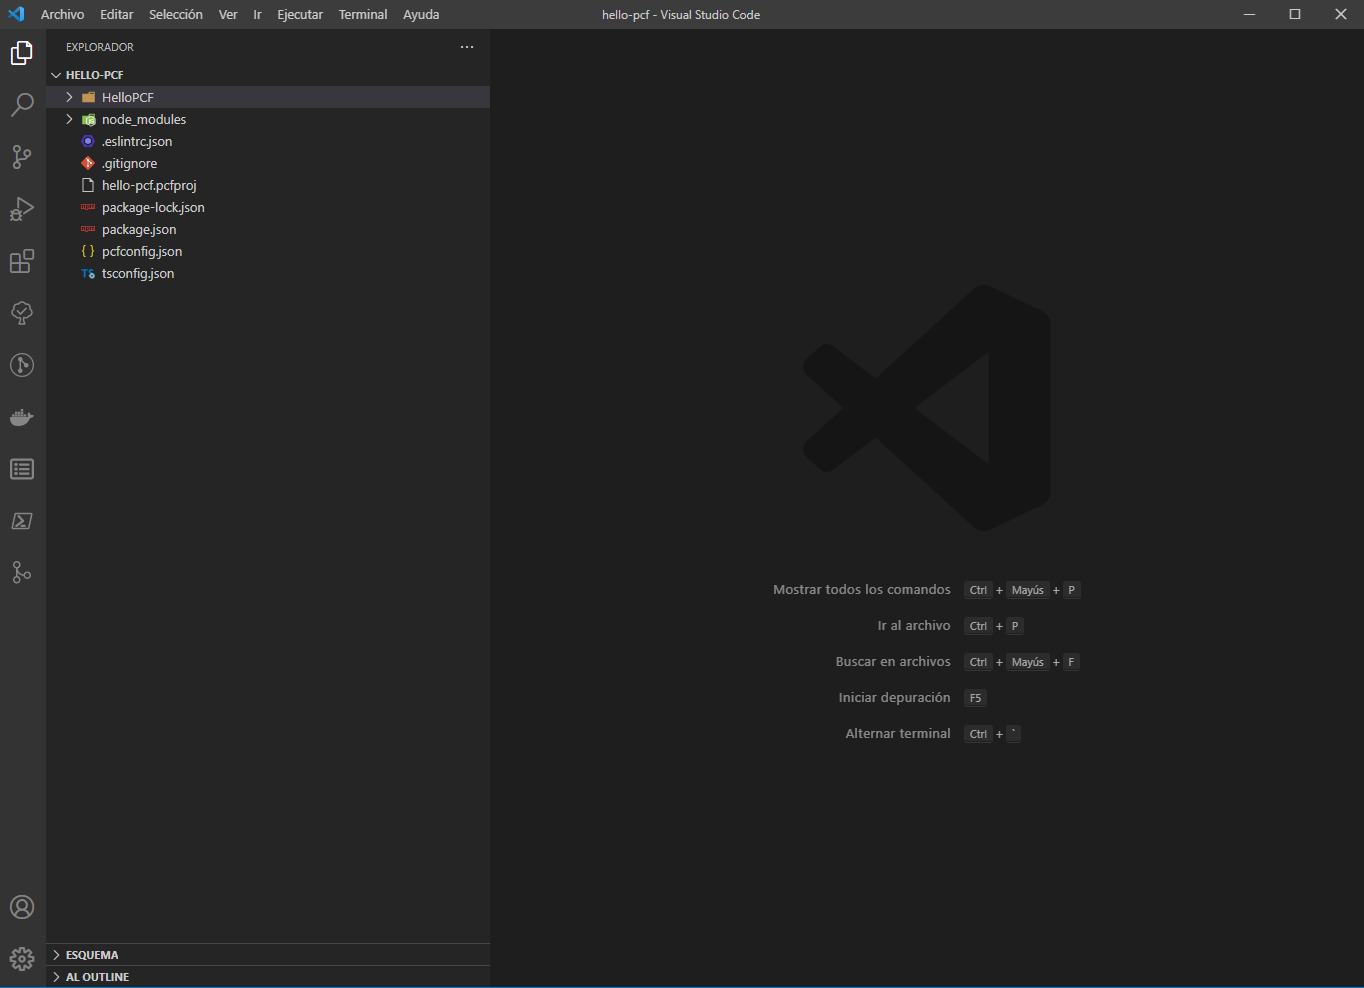 Archivo Editar Selección Ver Ir Ejecutar Terminal Ayuda
hello-pcf - Visual Studio Code
EXPLORADOR
HELLO-PCF
HelloPCF
node_modules
.eslintrc.json
.gitignore
hello-pcf.pcfproj
package-lock.json
package.json
{ } pcfconfig.json
TS tsconfig.json
Mostrar todos los comandos Ctrl + Mayús + P
Ir al archivo Ctrl + P
Buscar en archivos Ctrl + Mayús + F
Iniciar depuración F5
Alternar terminal Ctrl + `
ESQUEMA
AL OUTLINE